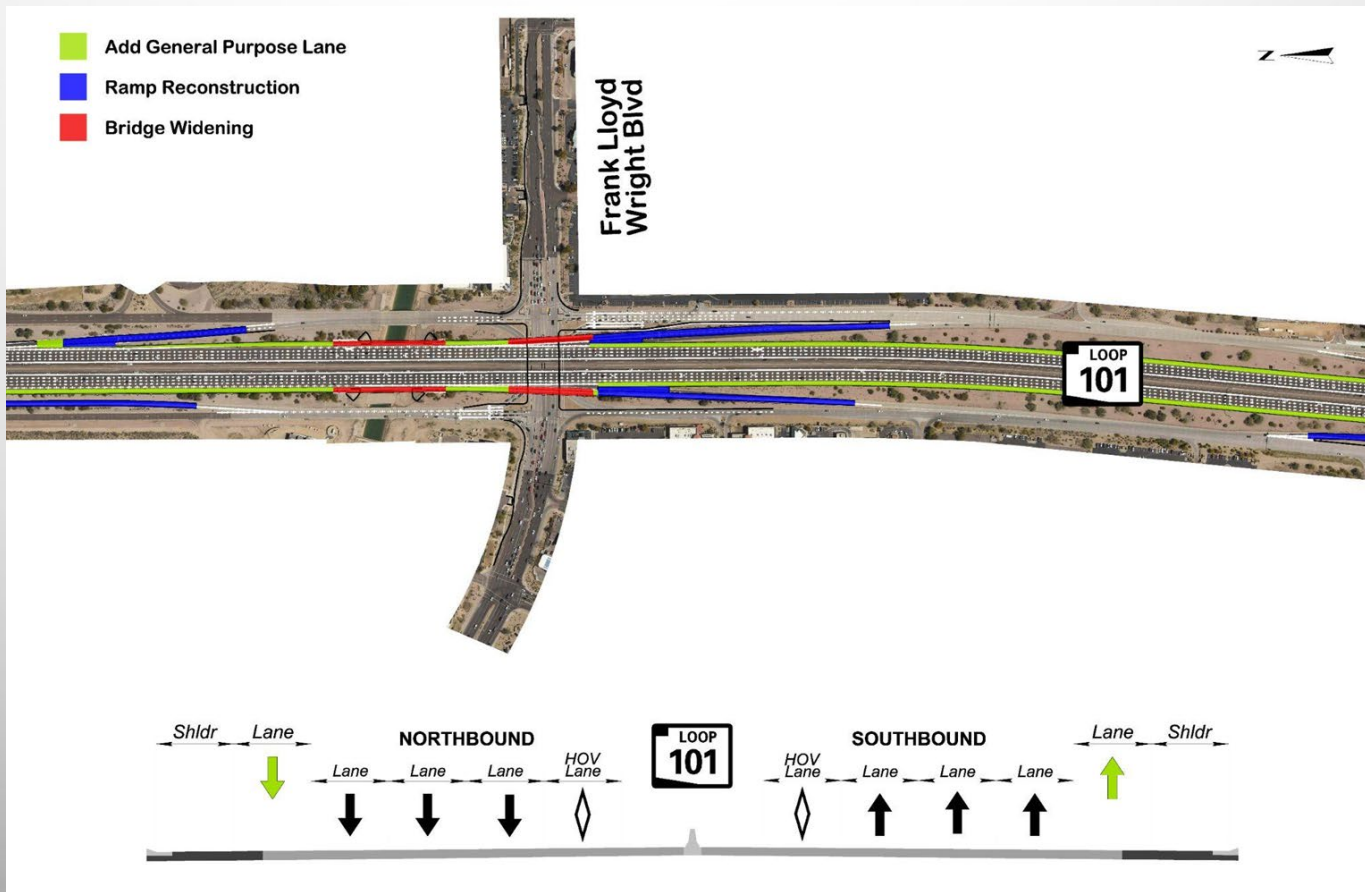 Add General Purpose Lane
Ramp Reconstruction
Bridge Widening
Z
Frank Lloyd
Wright Blvd
LOOP
101
Shldr
Lane
NORTHBOUND
Lane
Lane
Lane
HOV
Lane
LOOP
101
SOUTHBOUND
HOV
Lane
Lane
Lane
Lane
Lane
Shldr